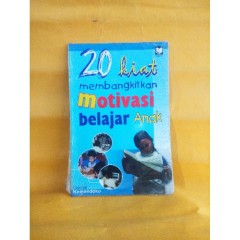 20 kiat
membangkitkan
motivasi
belajar Anak